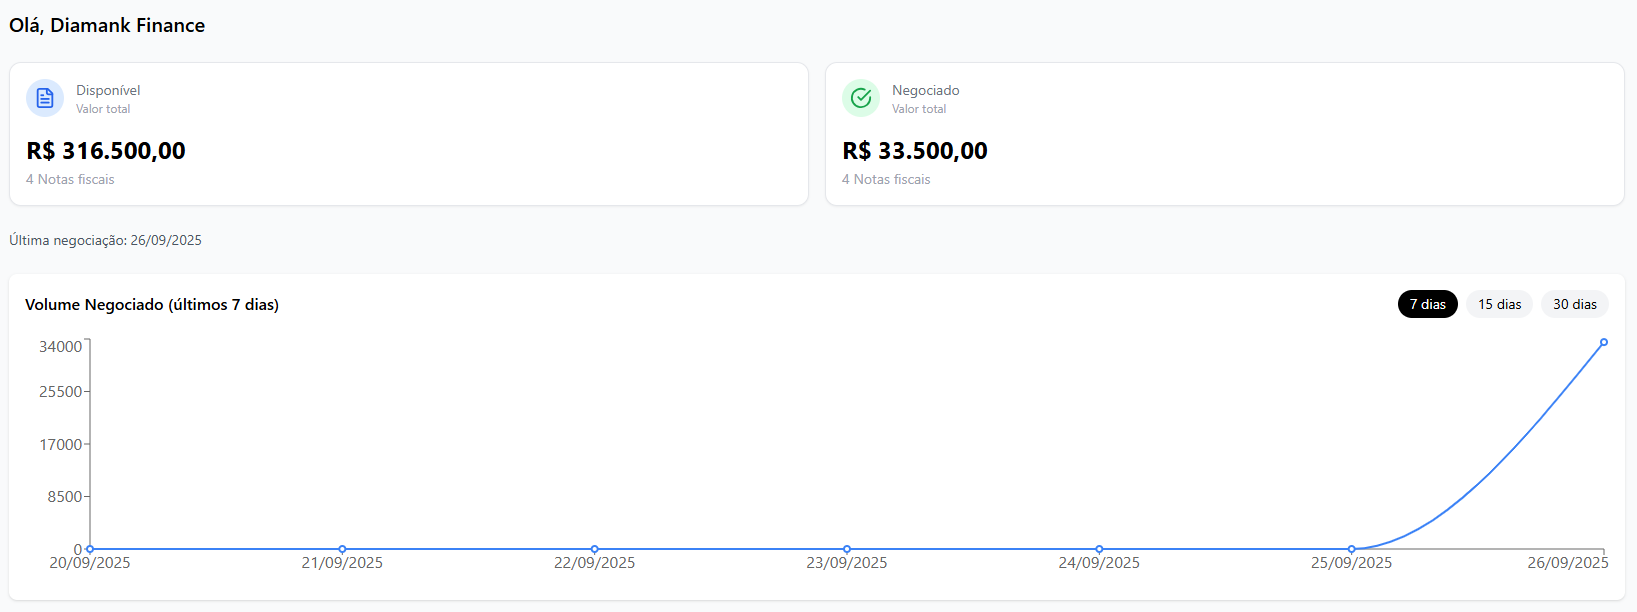 Olá, Diamank Finance
Disponível
Valor total
R$ 316.500,00
4 Notas fiscais
Negociado
Valor total
R$ 33.500,00
4 Notas fiscais
Última negociação: 26/09/2025
Volume Negociado (últimos 7 dias)
7 dias
15 dias
30 dias
34000
25500
17000
8500
0
20/09/2025
21/09/2025
22/09/2025
23/09/2025
24/09/2025
25/09/2025
26/09/2025